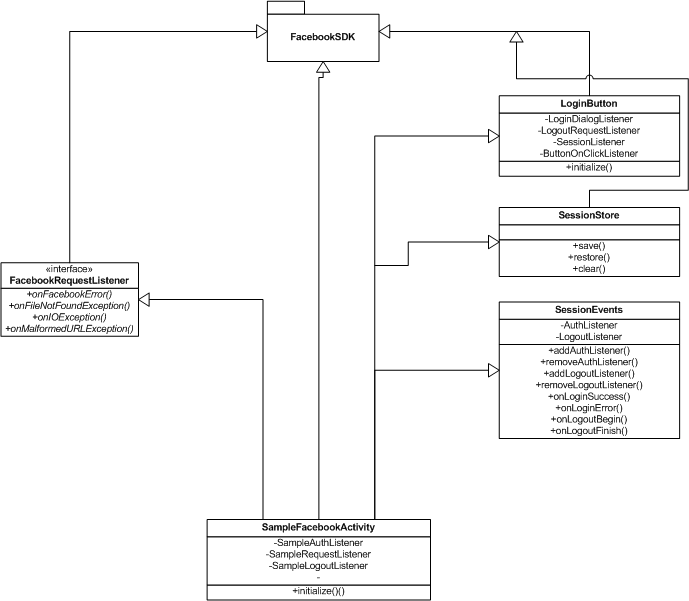 FacebookSDK
LoginButton
-LoginDialogListener
-LogoutRequestListener
-SessionListener
-ButtonOnClickListener
+initialize()
SessionStore
+save()
+restore()
+clear()
«interface»
FacebookRequestListener
+onFacebookError()
+onFileNotFoundException()
+onIOException()
+onMalformedURLException()
SessionEvents
-AuthListener
-LogoutListener
+addAuthListener()
+removeAuthListener()
+addLogoutListener()
+removeLogoutListener()
+onLoginSuccess()
+onLoginError()
+onLogoutBegin()
+onLogoutFinish()
SampleFacebookActivity
-SampleAuthListener
-SampleRequestListener
-SampleLogoutListener
-
+initialize()()